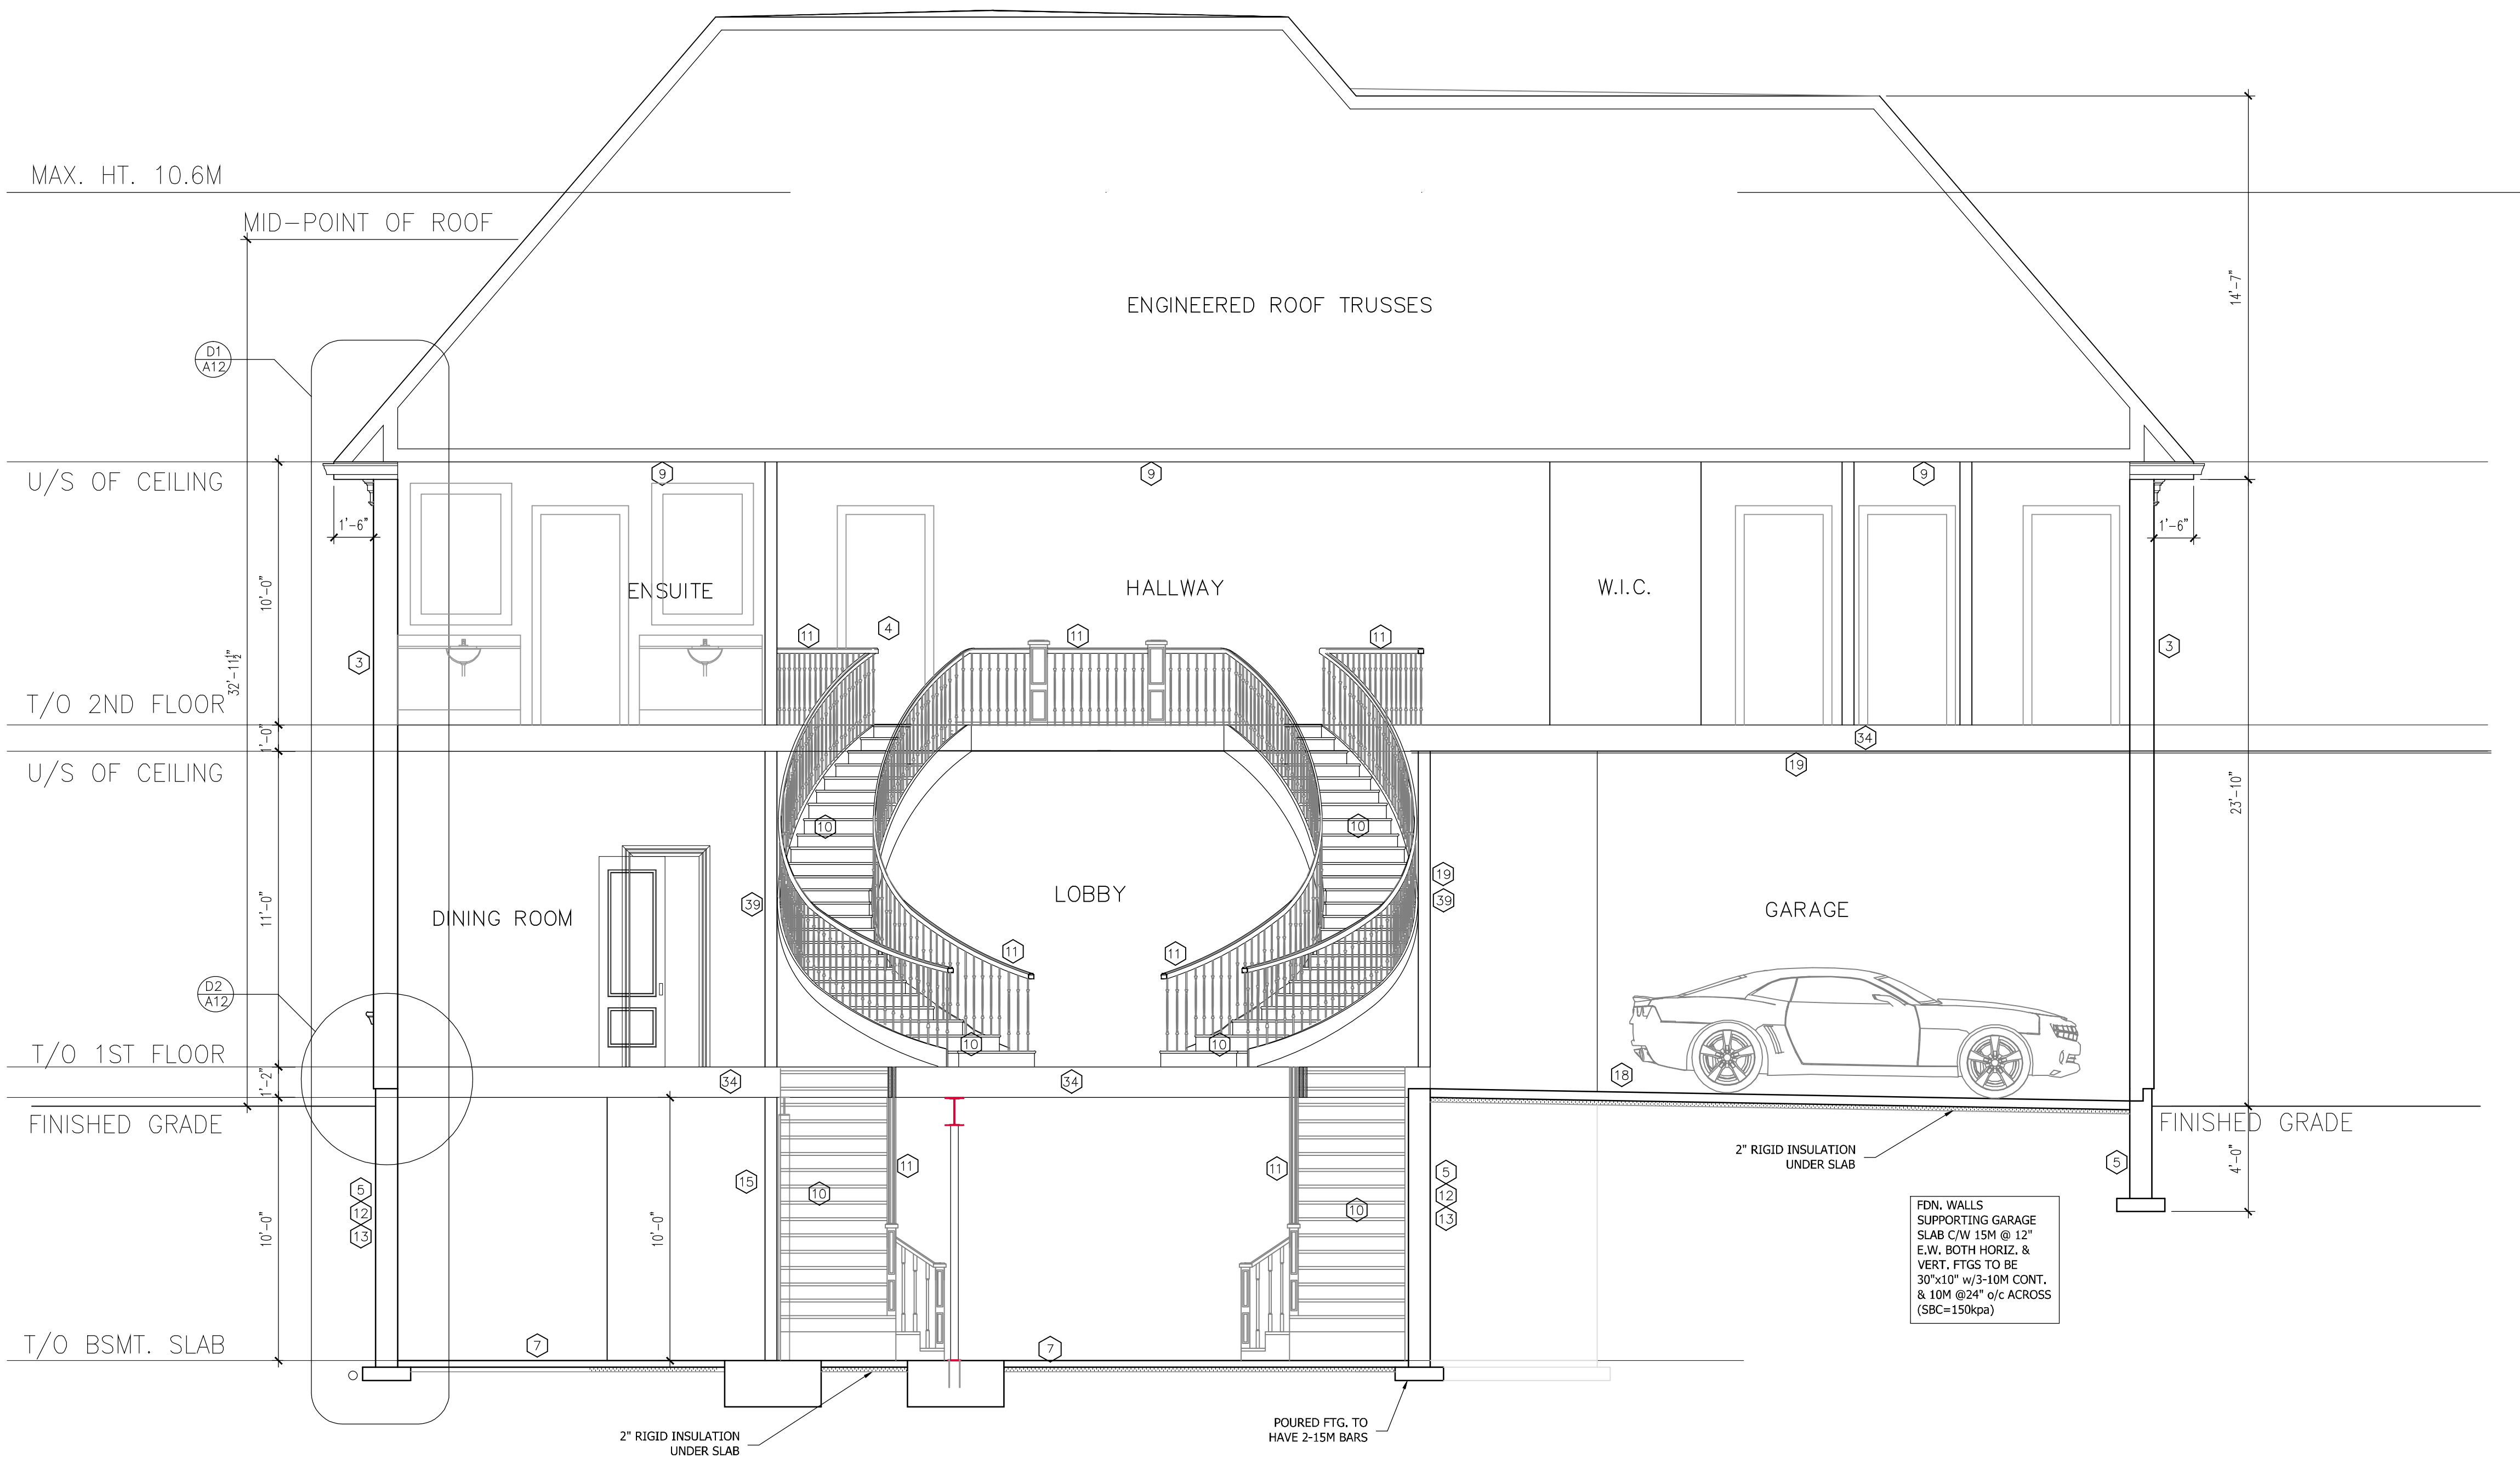 MAX. HT. 10.6M
MID-POINT OF ROOF
14'-7"
ENGINEERED ROOF TRUSSES
D1
A12
U/S OF CEILING
9
9
9
1'-6"
1'-6"
10'-0"
ENSUITE
HALLWAY
W.I.C.
11
4
11
11
3
3
32'-11½"
T/O 2ND FLOOR
1'-0"
34
U/S OF CEILING
19
23'-10"
10
10
11'-0"
39
19
39
LOBBY
DINING ROOM
GARAGE
11
11
D2
A12
10
10
T/O 1ST FLOOR
34
34
18
1'-2"
FINISHED GRADE
FINISHED GRADE
2" RIGID INSULATION
UNDER SLAB
4'-0"
11
11
15
10
10
5
12
13
5
12
13
5
10'-0"
10'-0"
FDN. WALLS
SUPPORTING GARAGE
SLAB C/W 15M @ 12"
E.W. BOTH HORIZ. &
VERT. FTGS TO BE
30"x10" w/3-10M CONT.
& 10M @24" o/c ACROSS
(SBC=150kpa)
T/O BSMT. SLAB
7
7
2" RIGID INSULATION
UNDER SLAB
POURED FTG. TO
HAVE 2-15M BARS